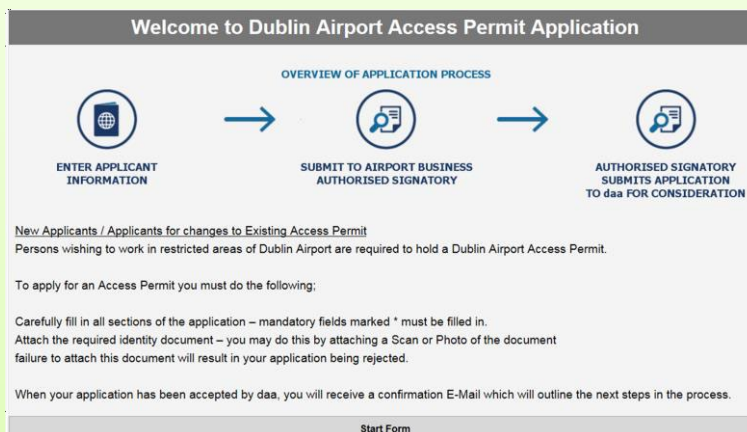 Welcome to Dublin Airport Access Permit Application
OVERVIEW OF APPLICATION PROCESS
ENTER APPLICANT
INFORMATION
SUBMIT TO AIRPORT BUSINESS
AUTHORISED SIGNATORY
AUTHORISED SIGNATORY
SUBMITS APPLICATION
TO daa FOR CONSIDERATION
New Applicants / Applicants for changes to Existing Access Permit
Persons wishing to work in restricted areas of Dublin Airport are required to hold a Dublin Airport Access Permit.
To apply for an Access Permit you must do the following;
Carefully fill in all sections of the application – mandatory fields marked * must be filled in.
Attach the required identity document – you may do this by attaching a Scan or Photo of the document
failure to attach this document will result in your application being rejected.
When your application has been accepted by daa, you will receive a confirmation E-Mail which will outline the next steps in the process.
Start Form